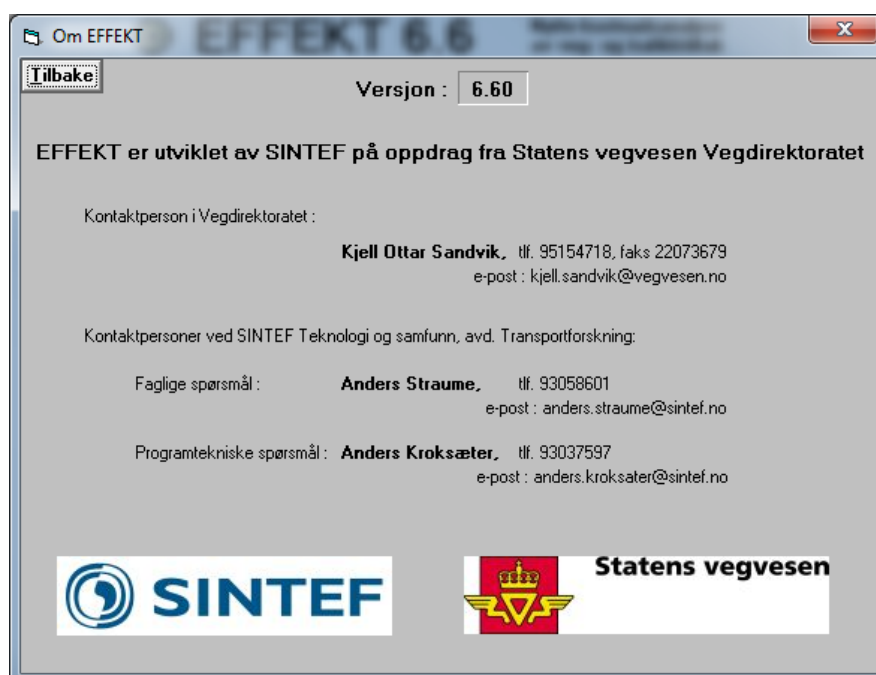 Om EFFEKT
EFFEKT 6.6
Tilbake
Versjon : 6.60
EFFEKT er utviklet av SINTEF på oppdrag fra Statens vegvesen Vegdirektoratet
Kontaktperson i Vegdirektoratet :
Kjell Ottar Sandvik, tlf. 95154718, faks 22073679
e-post : kjell.sandvik@vegvesen.no
Kontaktpersoner ved SINTEF Teknologi og samfunn, avd. Transportforskning:
Faglige spørsmål : Anders Straume, tlf. 93058601
e-post : anders.straume@sintef.no
Programtekniske spørsmål : Anders Kroksæter, tlf. 93037597
e-post : anders.kroksater@sintef.no
SINTEF
Statens vegvesen